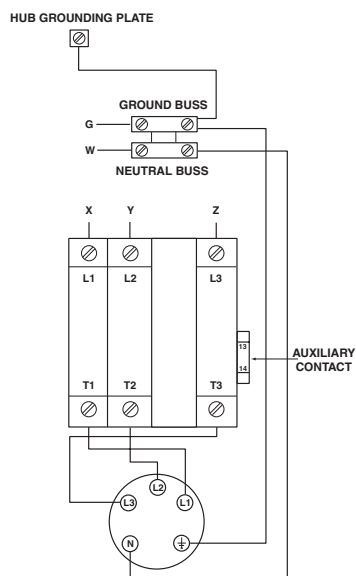 HUB GROUNDING PLATE
GROUND BUSS
G
W
NEUTRAL BUSS
X Y Z
L1 L2 L3
13
14
AUXILIARY
CONTACT
T1 T2 T3
L2
L3 L1
N